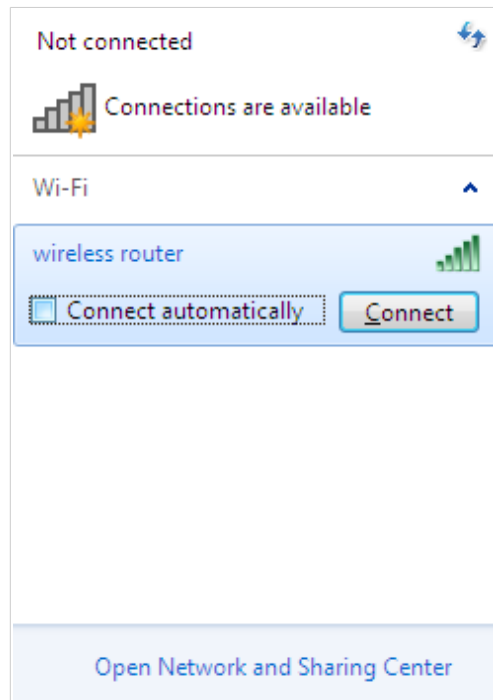 Not connected
Connections are available
Wi-Fi
wireless router
Connect automatically
Connect
Open Network and Sharing Center